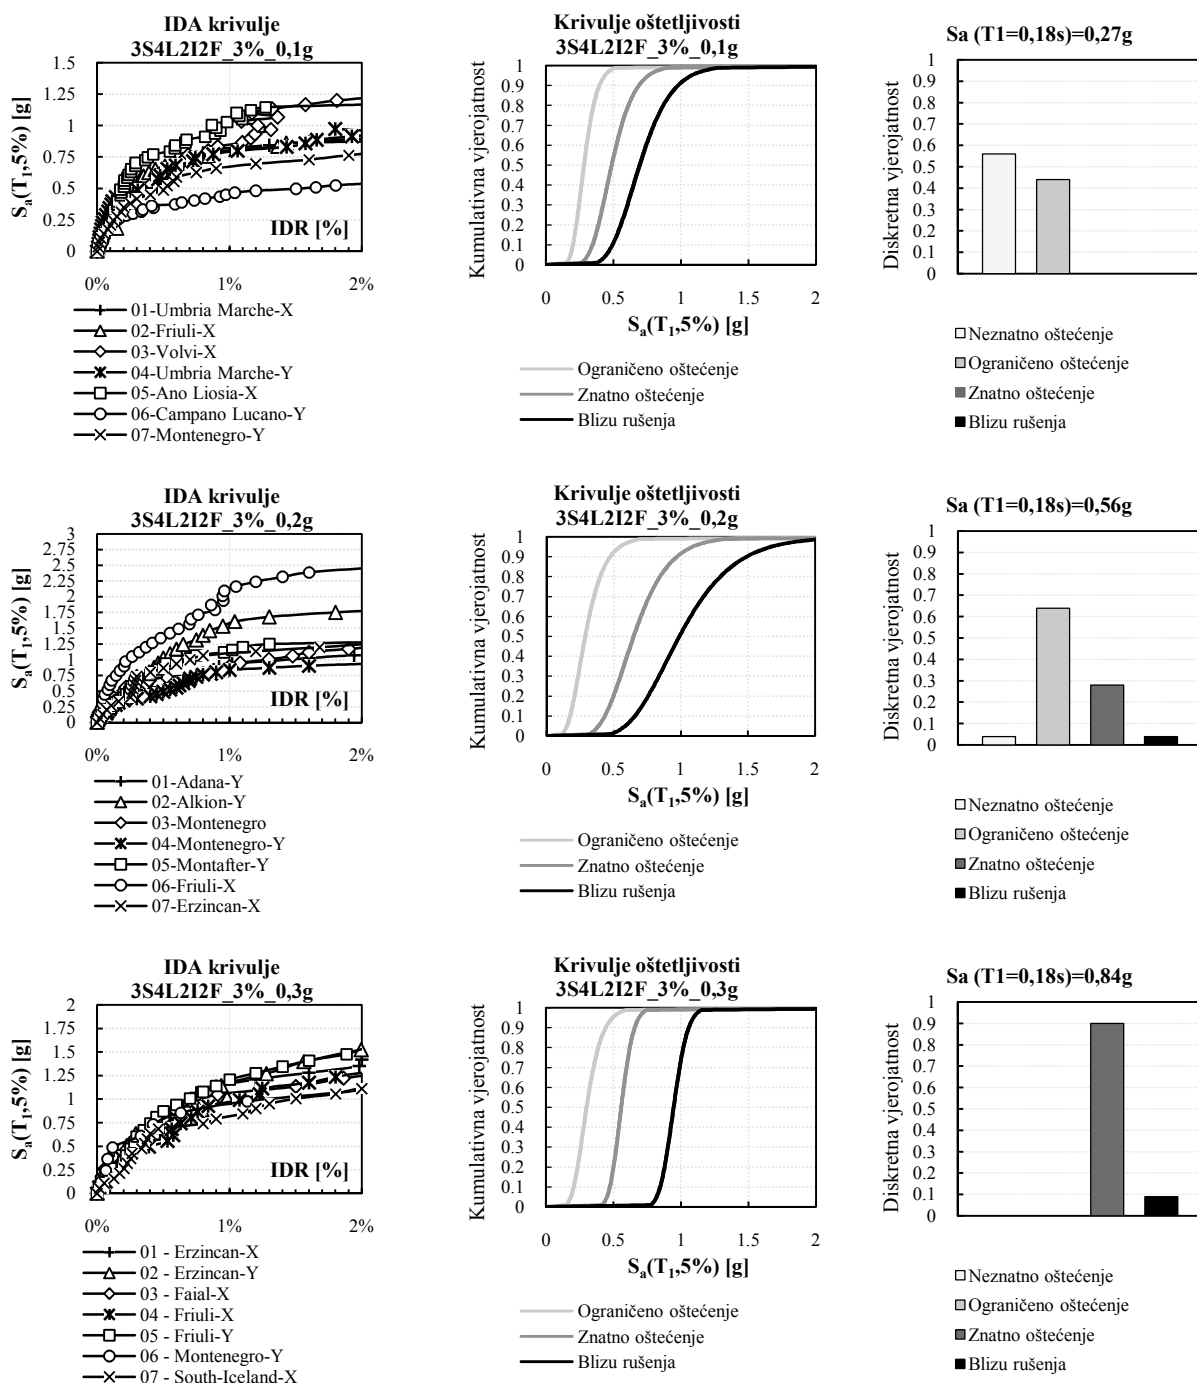 IDA krivulje
3S4L2I2F_3%_0,1g
1.5
1.25
1
0.75
0.5
0.25
0
Sa(T1,5%) [g]
IDR [%]
0% 1% 2%
01-Umbria Marche-X
02-Friuli-X
03-Volvi-X
04-Umbria Marche-Y
05-Ano Liosia-X
06-Campano Lucano-Y
07-Montenegro-Y
Krivulje oštetljivosti
3S4L2I2F_3%_0,1g
1
0.9
0.8
0.7
0.6
0.5
0.4
0.3
0.2
0.1
0
Kumulativna vjerojatnost
0 0.5 1 1.5 2
Sa(T1,5%) [g]
Ograničeno oštećenje
Znatno oštećenje
Blizu rušenja
Sa (T1=0,18s)=0,27g
1
0.9
0.8
0.7
0.6
0.5
0.4
0.3
0.2
0.1
0
Diskretna vjerojatnost
Neznatno oštećenje
Ograničeno oštećenje
Znatno oštećenje
Blizu rušenja
IDA krivulje
3S4L2I2F_3%_0,2g
3
2.75
2.5
2.25
2
1.75
1.5
1.25
1
0.75
0.5
0.25
0
Sa(T1,5%) [g]
IDR [%]
0% 1% 2%
01-Adana-Y
02-Alkion-Y
03-Montenegro
04-Montenegro-Y
05-Montafter-Y
06-Friuli-X
07-Erzincan-X
Krivulje oštetljivosti
3S4L2I2F_3%_0,2g
1
0.9
0.8
0.7
0.6
0.5
0.4
0.3
0.2
0.1
0
Kumulativna vjerojatnost
0 0.5 1 1.5 2
Sa(T1,5%) [g]
Ograničeno oštećenje
Znatno oštećenje
Blizu rušenja
Sa (T1=0,18s)=0,56g
1
0.9
0.8
0.7
0.6
0.5
0.4
0.3
0.2
0.1
0
Diskretna vjerojatnost
Neznatno oštećenje
Ograničeno oštećenje
Znatno oštećenje
Blizu rušenja
IDA krivulje
3S4L2I2F_3%_0,3g
2
1.75
1.5
1.25
1
0.75
0.5
0.25
0
Sa(T1,5%) [g]
IDR [%]
0% 1% 2%
01 - Erzincan-X
02 - Erzincan-Y
03 - Faial-X
04 - Friuli-X
05 - Friuli-Y
06 - Montenegro-Y
07 - South-Iceland-X
Krivulje oštetljivosti
3S4L2I2F_3%_0,3g
1
0.9
0.8
0.7
0.6
0.5
0.4
0.3
0.2
0.1
0
Kumulativna vjerojatnost
0 0.5 1 1.5 2
Sa(T1,5%) [g]
Ograničeno oštećenje
Znatno oštećenje
Blizu rušenja
Sa (T1=0,18s)=0,84g
1
0.9
0.8
0.7
0.6
0.5
0.4
0.3
0.2
0.1
0
Diskretna vjerojatnost
Neznatno oštećenje
Ograničeno oštećenje
Znatno oštećenje
Blizu rušenja